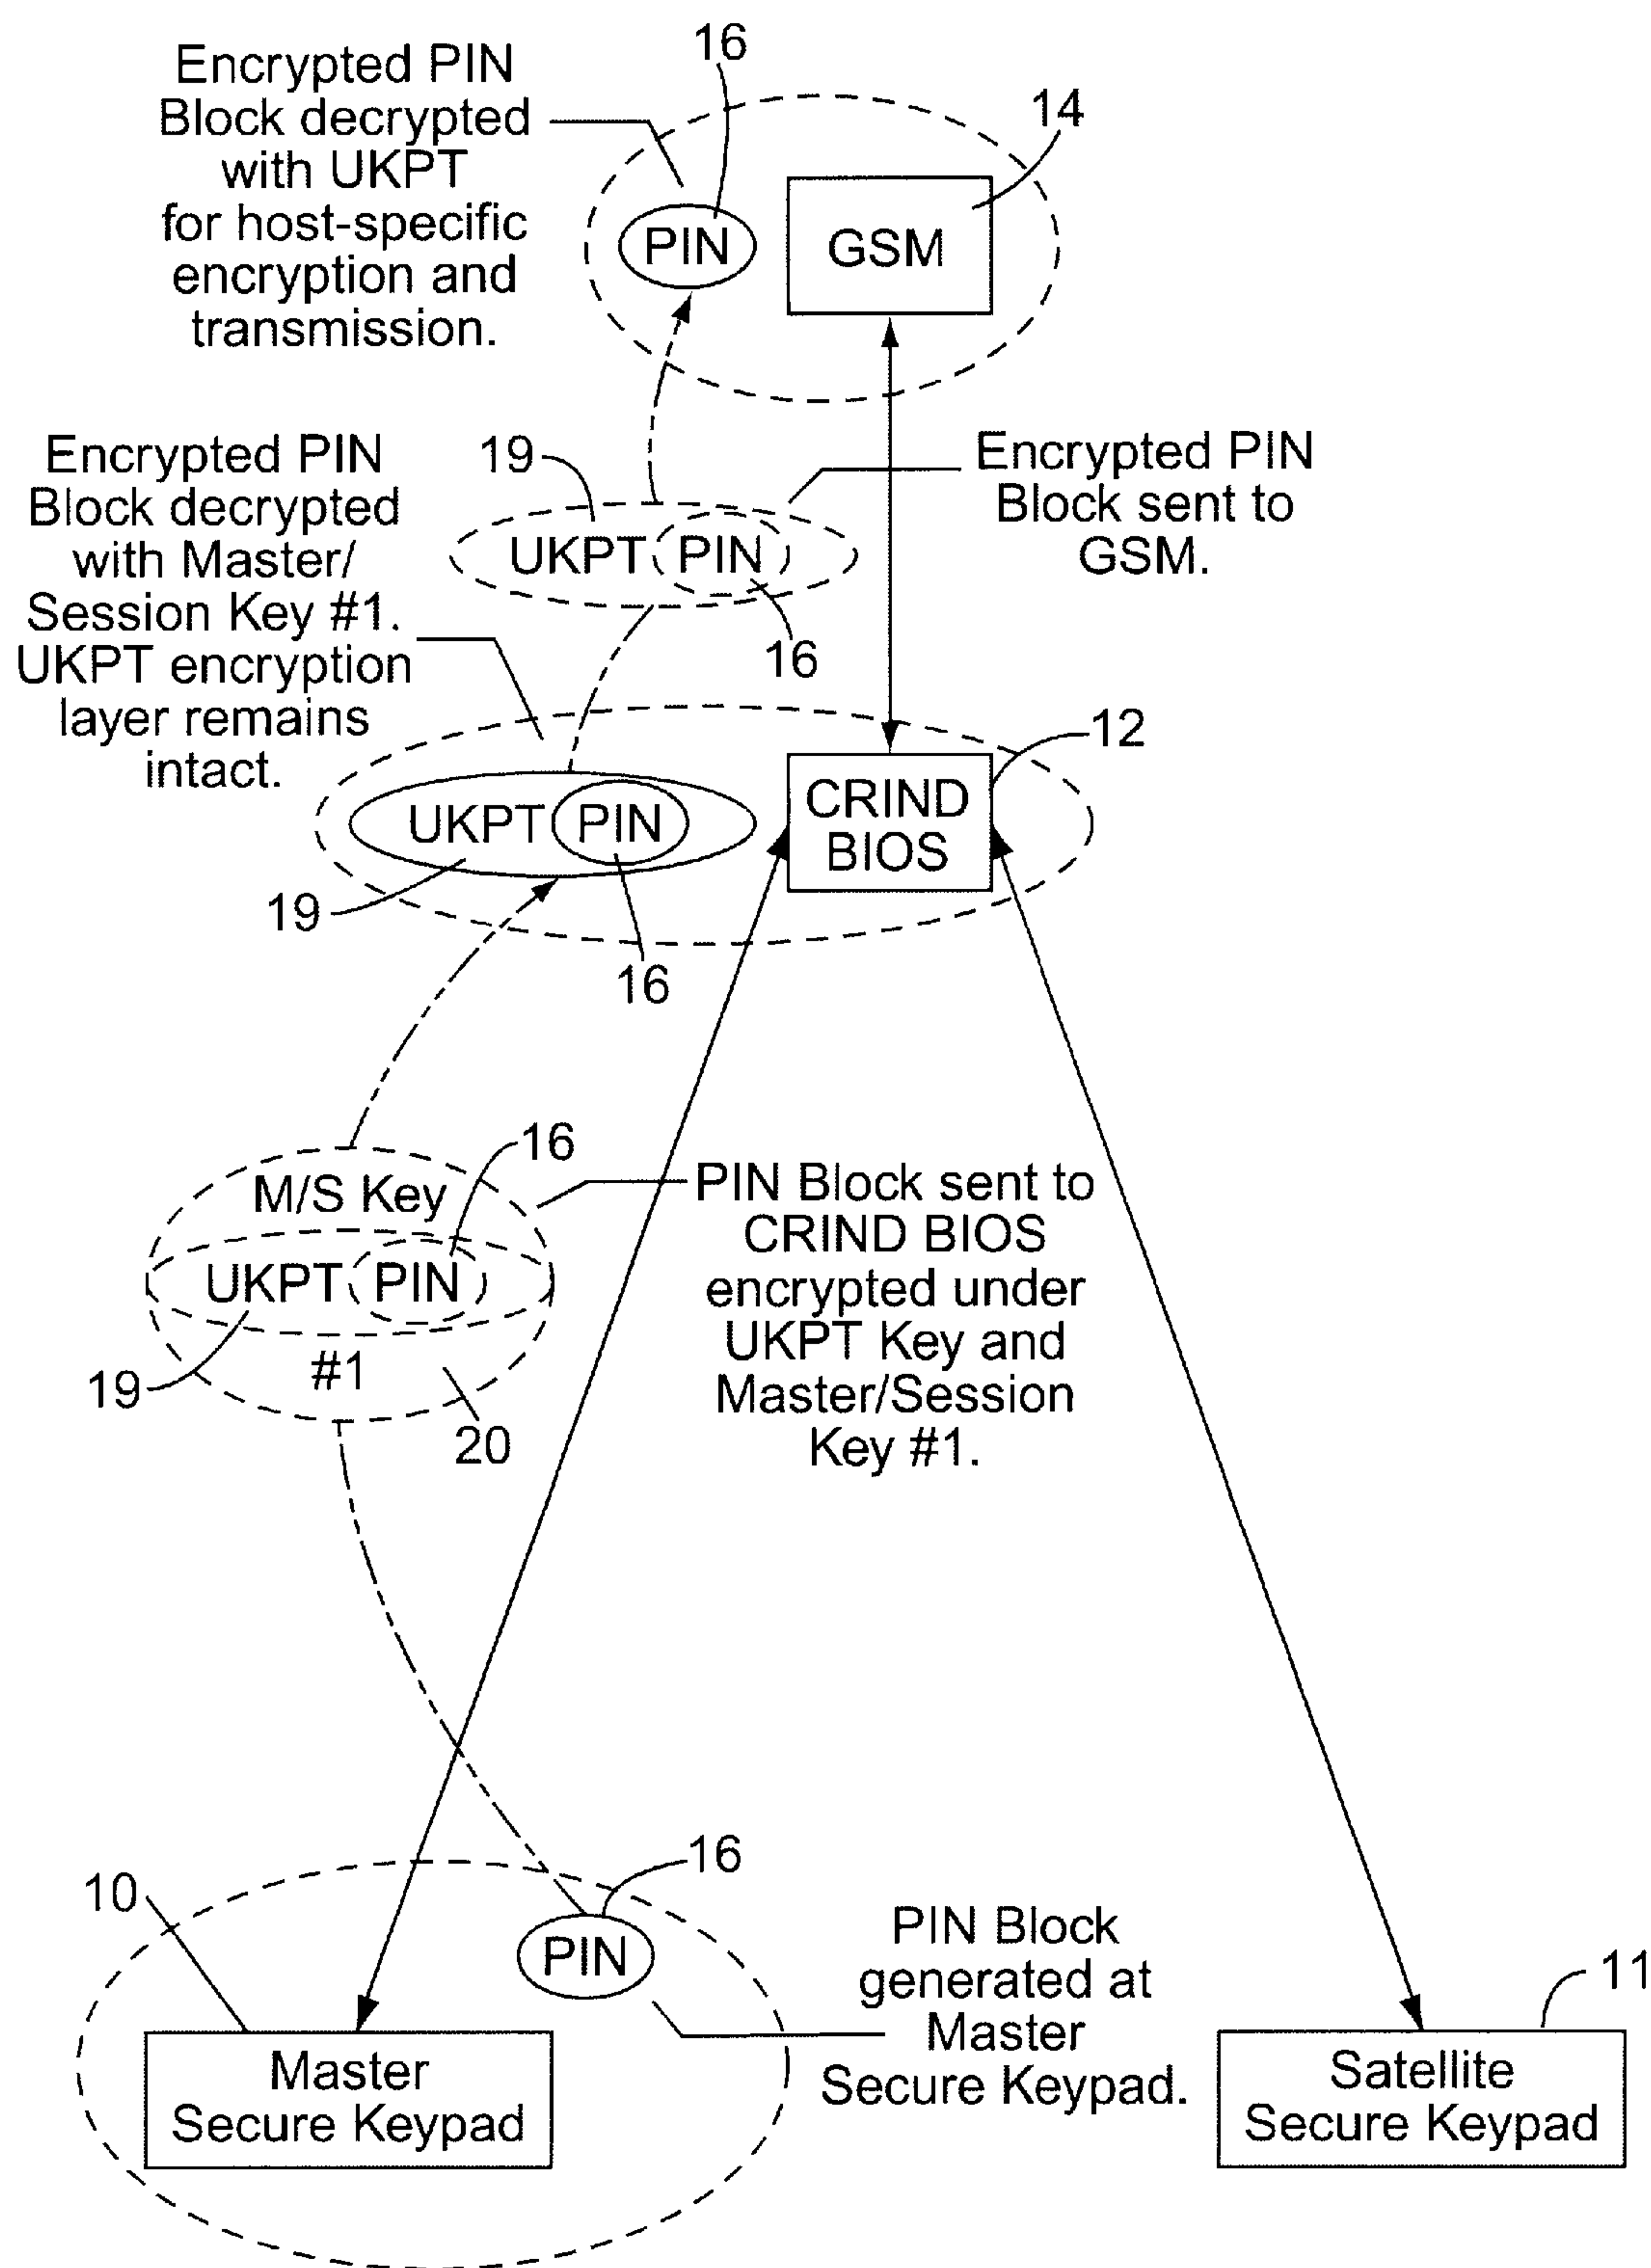 16
Encrypted PIN
Block decrypted
with UKPT
for host-specific
encryption and
transmission.
14
PIN
GSM
Encrypted PIN
Block decrypted
with Master/
Session Key #1.
UKPT encryption
layer remains
intact.
19
UKPT
PIN
16
Encrypted PIN
Block sent to
GSM.
12
UKPT
PIN
CRIND
BIOS
19
16
16
M/S Key
UKPT
PIN
#1
19
20
PIN Block sent to
CRIND BIOS
encrypted under
UKPT Key and
Master/Session
Key #1.
16
10
PIN
PIN Block
generated at
Master
Secure Keypad.
11
Master
Secure Keypad
Satellite
Secure Keypad